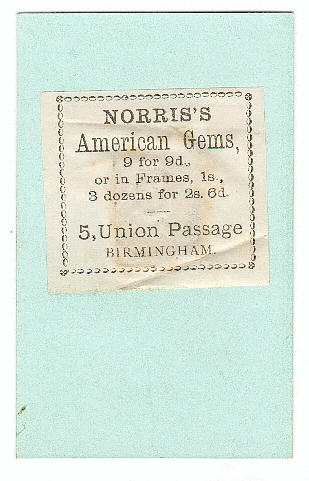 NORRIS'S
American Gems,
9 for 9d.,
or in Frames, 1s.,
3 dozens for 2s. 6d.
5, Union Passage
BIRMINGHAM.